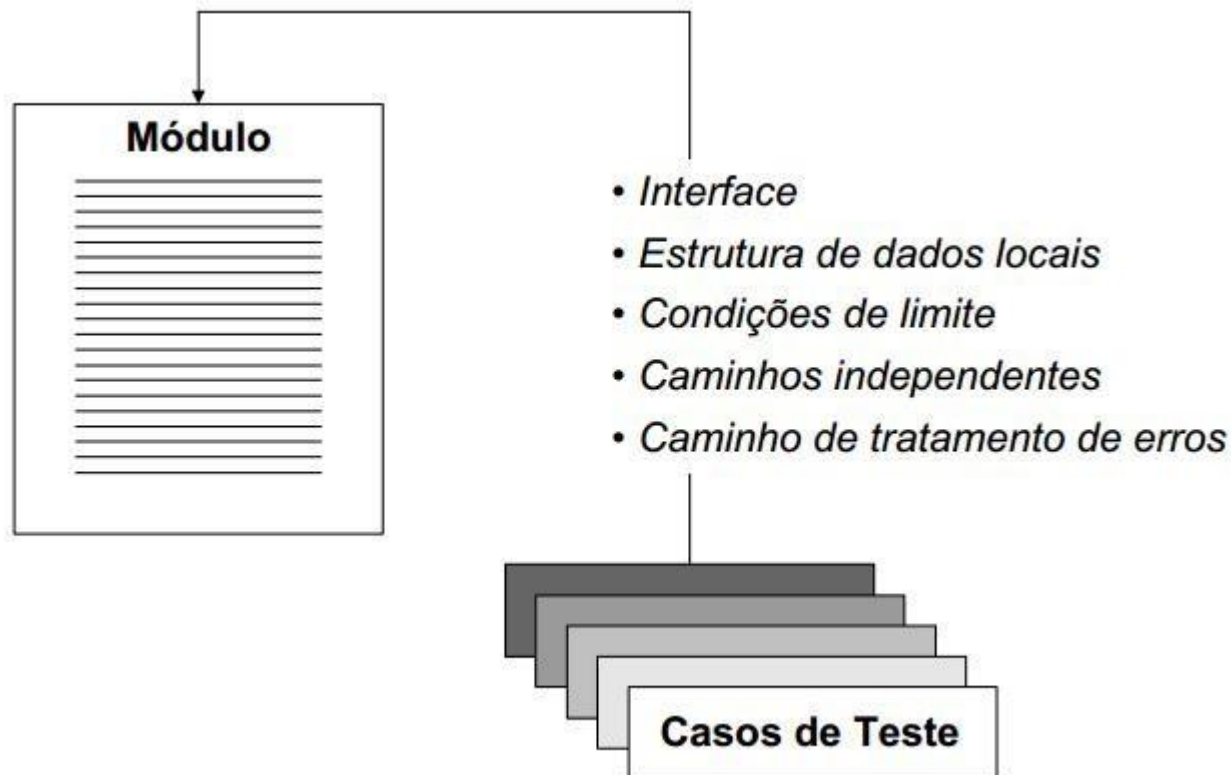 Módulo
• Interface
• Estrutura de dados locais
• Condições de limite
• Caminhos independentes
• Caminho de tratamento de erros
Casos de Teste